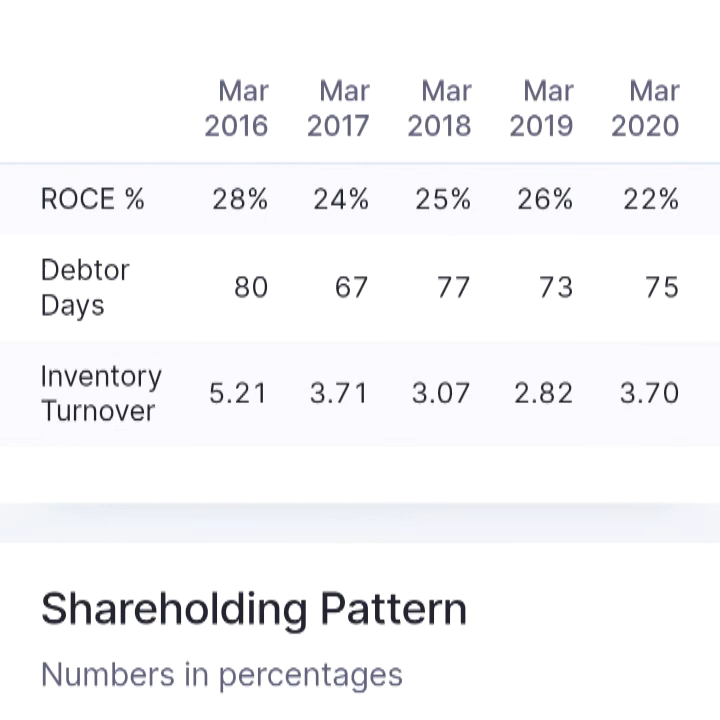 Mar Mar Mar Mar Mar
2016 2017 2018 2019 2020
ROCE % 28% 24% 25% 26% 22%
Debtor
Days 80 67 77 73 75
Inventory
Turnover 5.21 3.71 3.07 2.82 3.70
Shareholding Pattern
Numbers in percentages